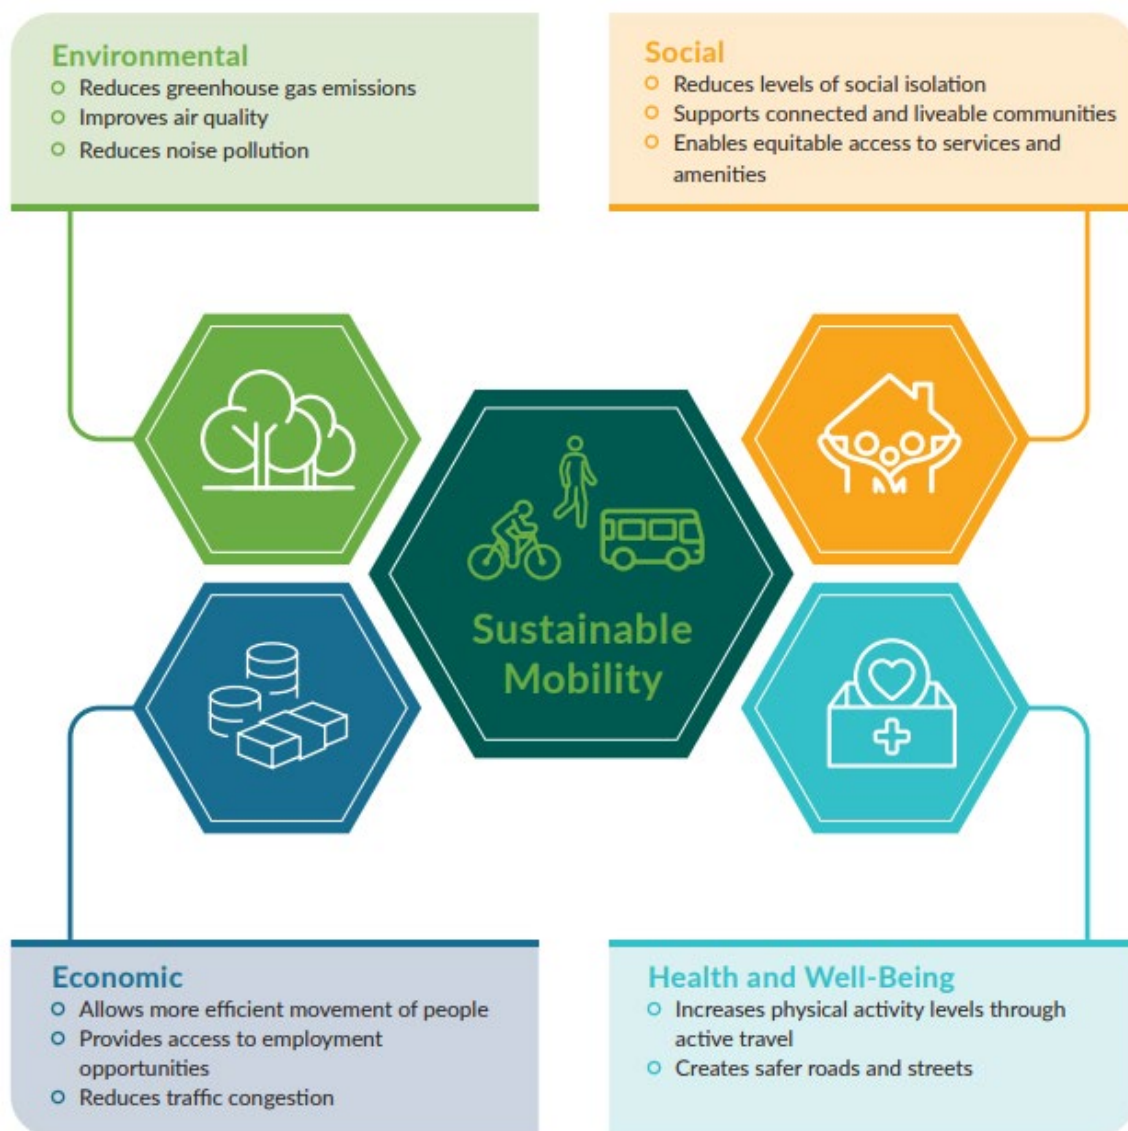 Environmental
Reduces greenhouse gas emissions
Improves air quality
Reduces noise pollution
Social
Reduces levels of social isolation
Supports connected and liveable communities
Enables equitable access to services and
amenities
Sustainable
Mobility
Economic
Allows more efficient movement of people
Provides access to employment
opportunities
Reduces traffic congestion
Health and Well-Being
Increases physical activity levels through
active travel
Creates safer roads and streets